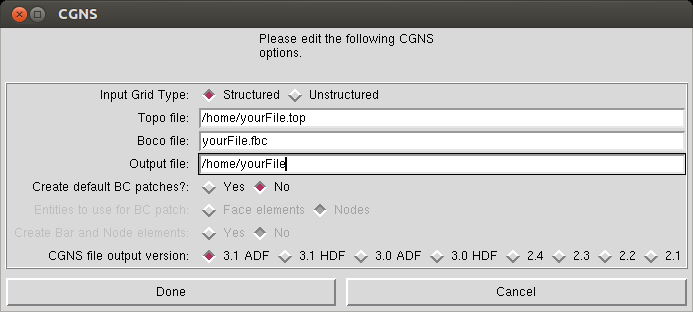 CGNS
Please edit the following CGNS
options.
Input Grid Type: Structured Unstructured
Topo file: /home/yourFile.top
Boco file: yourFile.fbc
Output file: /home/yourFile
Create default BC patches?: Yes No
Entities to use for BC patch: Face elements Nodes
Create Bar and Node elements: Yes No
CGNS file output version: 3.1 ADF 3.1 HDF 3.0 ADF 3.0 HDF 2.4 2.3 2.2 2.1
Done Cancel